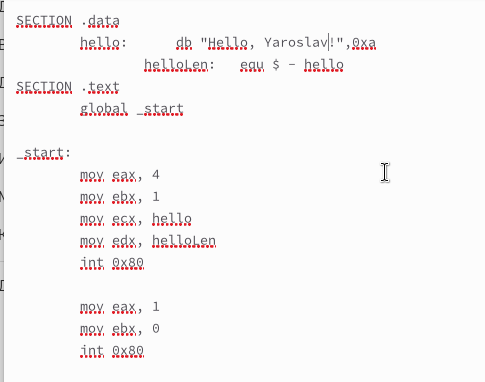 SECTION .data
hello: db "Hello, Yaroslav!",0xa
helloLen: equ $ - hello
SECTION .text
global _start
_start:
mov eax, 4
mov ebx, 1
mov ecx, hello
mov edx, helloLen
int 0x80
mov eax, 1
mov ebx, 0
int 0x80